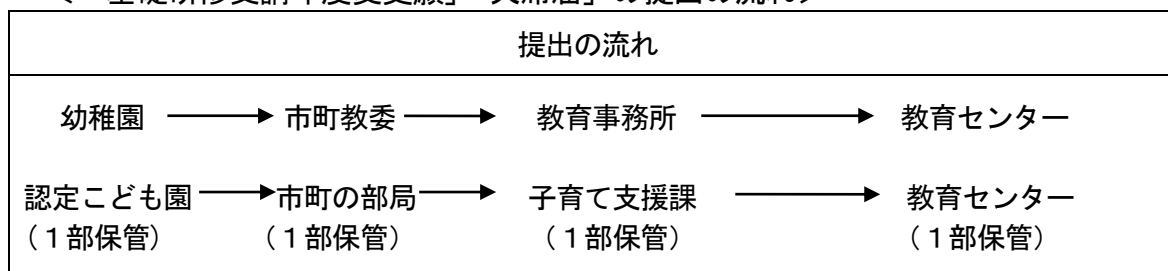 提出の流れ
幼稚園 市町教委 教育事務所 教育センター
認定こども園 市町の部局 子育て支援課 教育センター
(1部保管) (1部保管) (1部保管) (1部保管)